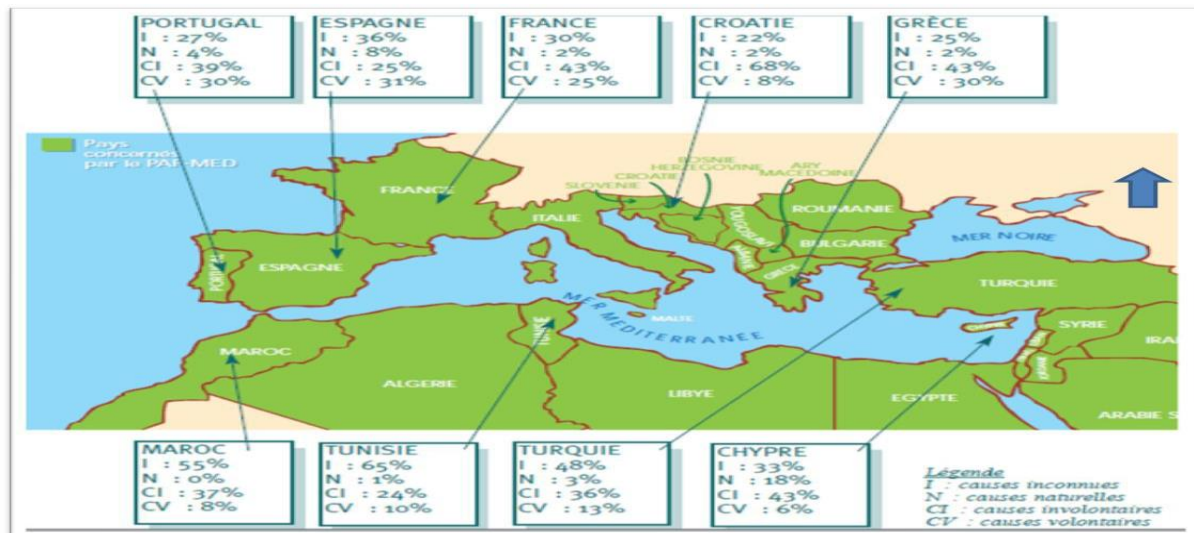 PORTUGAL
I : 27%
N : 4%
CI : 39%
CV : 30%
ESPAGNE
I : 36%
N : 8%
CI : 25%
CV : 31%
FRANCE
I : 30%
N : 2%
CI : 43%
CV : 25%
CROATIE
I : 22%
N : 2%
CI : 68%
CV : 8%
GRÈCE
I : 25%
N : 2%
CI : 43%
CV : 30%
Pays
concernés
par le PAF-MED
FRANCE
SLOVENIE
CROATIE
BOSNIE
HERZEGOVINE
ARY
MACEDOINE
ITALIE
ROUMANIE
BULGARIE
MER NOIRE
PORTUGAL
ESPAGNE
GRÈCE
TURQUIE
MER MEDITERRANÉE
MALTE
CHYPRE
SYRIE
MAROC
ALGERIE
TUNISIE
LIBYE
EGYPTE
ARABIE S
MAROC
I : 55%
N : 0%
CI : 37%
CV : 8%
TUNISIE
I : 65%
N : 1%
CI : 24%
CV : 10%
TURQUIE
I : 48%
N : 3%
CI : 36%
CV : 13%
CHYPRE
I : 33%
N : 18%
CI : 43%
CV : 6%
Légende
I : causes inconnues
N : causes naturelles
CI : causes involontaires
CV : causes volontaires